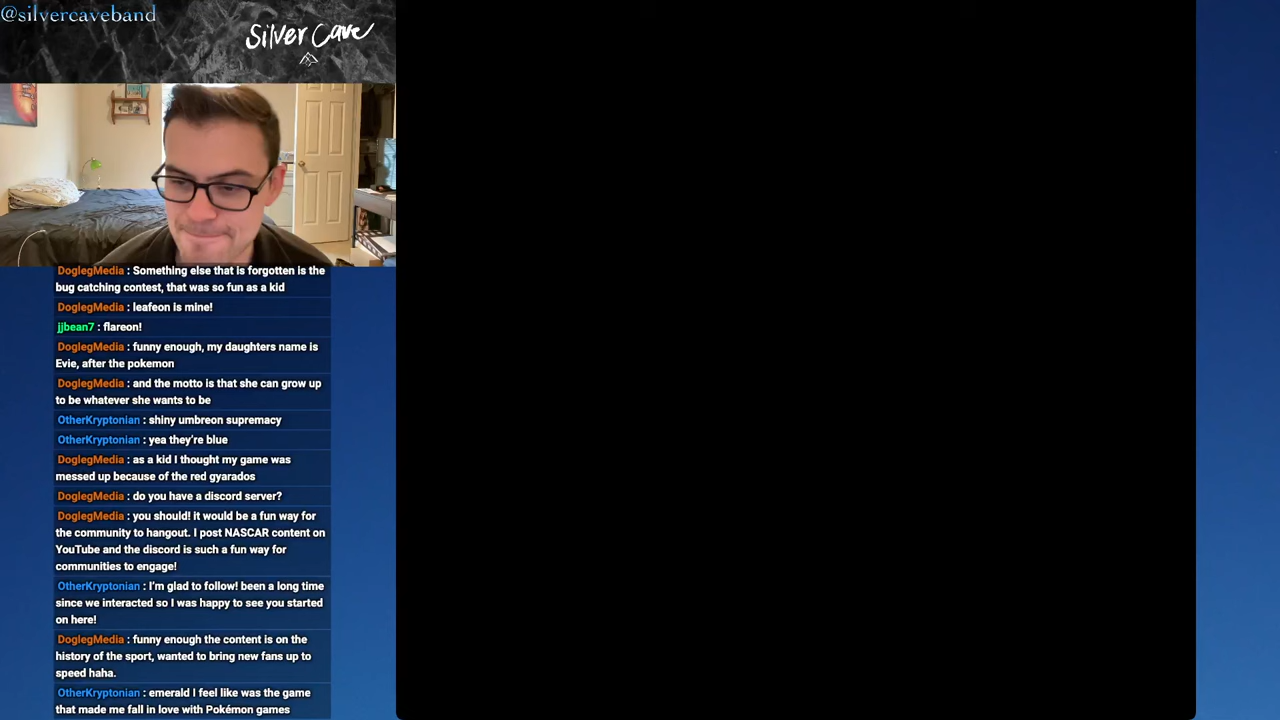 @silvercaveband
Silver Cave
DoglegMedia : Something else that is forgotten is the
bug catching contest, that was so fun as a kid
DoglegMedia : leafeon is mine!
jjbean7 : flareon!
DoglegMedia : funny enough, my daughters name is
Evie, after the pokemon
DoglegMedia : and the motto is that she can grow up
to be whatever she wants to be
OtherKryptonian : shiny umbreon supremacy
OtherKryptonian : yea they're blue
DoglegMedia : as a kid I thought my game was
messed up because of the red gyarados
DoglegMedia : do you have a discord server?
DoglegMedia : you should! it would be a fun way for
the community to hangout. I post NASCAR content on
YouTube and the discord is such a fun way for
communities to engage!
OtherKryptonian : I'm glad to follow! been a long time
since we interacted so I was happy to see you started
on here!
DoglegMedia : funny enough the content is on the
history of the sport, wanted to bring new fans up to
speed haha.
OtherKryptonian : emerald I feel like was the game
that made me fall in love with Pokémon games